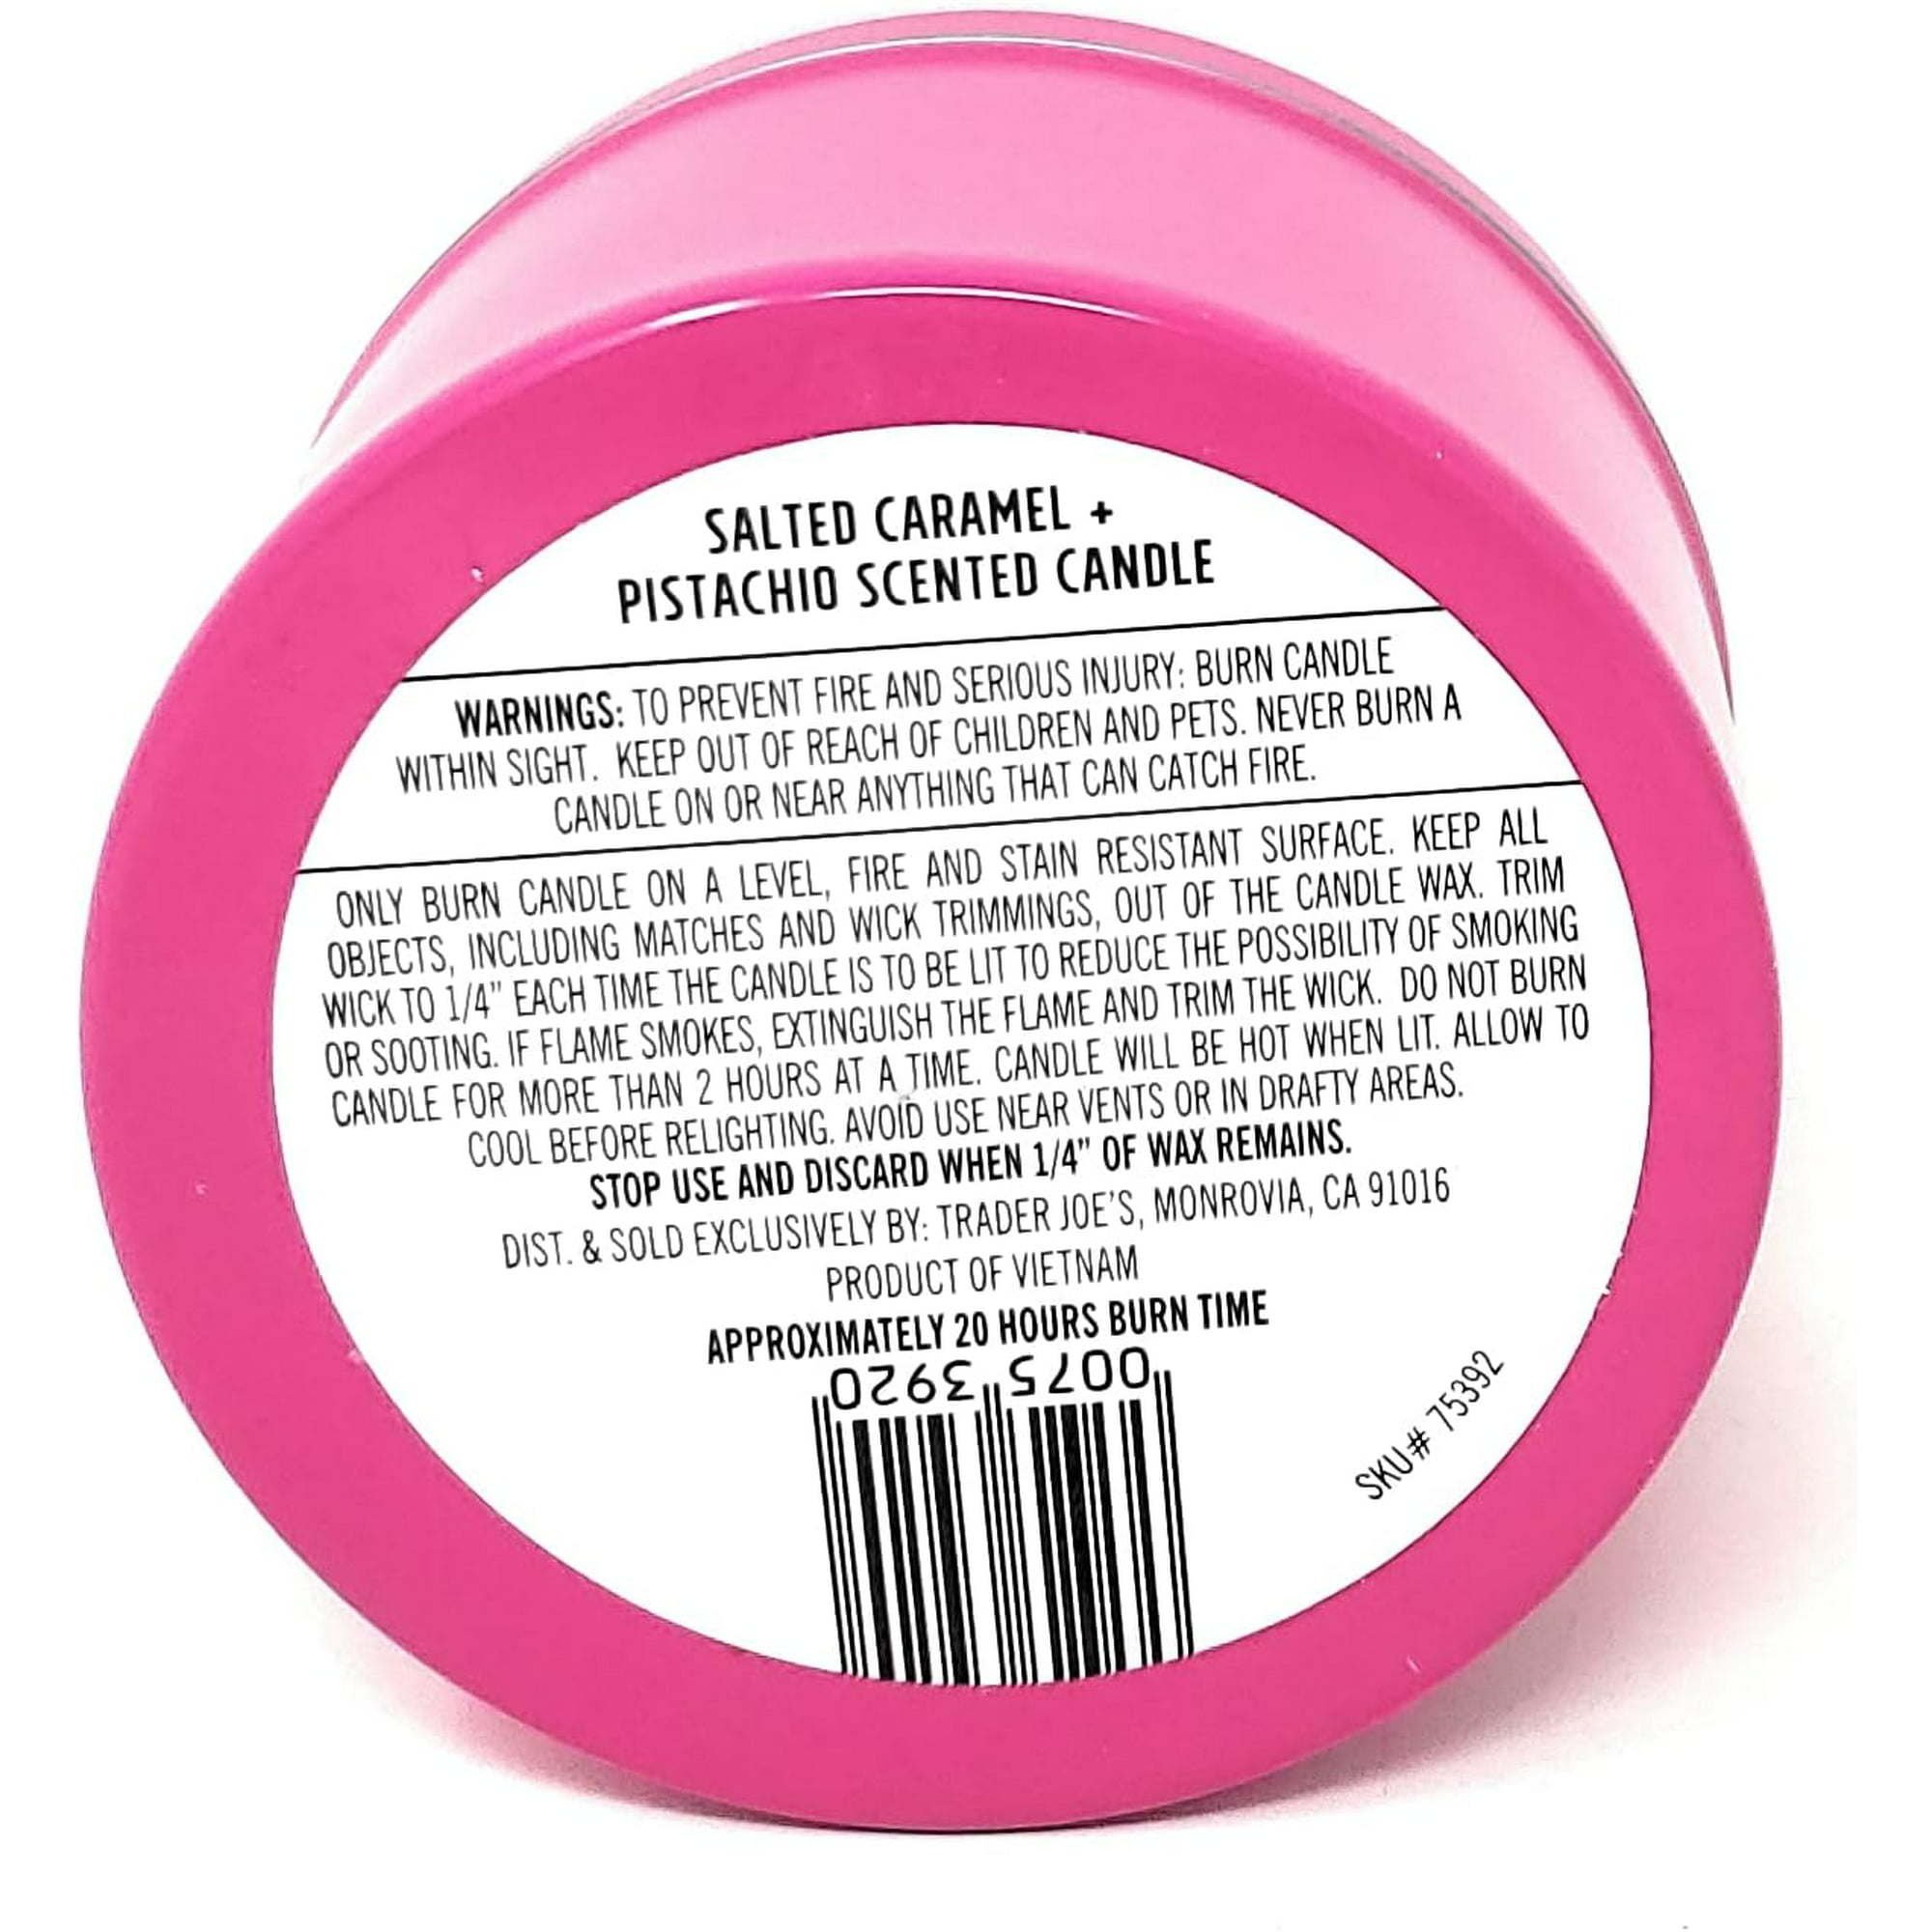 SALTED CARAMEL +
PISTACHIO SCENTED CANDLE
WARNINGS: TO PREVENT FIRE AND SERIOUS INJURY: BURN CANDLE
WITHIN SIGHT. KEEP OUT OF REACH OF CHILDREN AND PETS. NEVER BURN A
CANDLE ON OR NEAR ANYTHING THAT CAN CATCH FIRE.
ONLY BURN CANDLE ON A LEVEL, FIRE AND STAIN RESISTANT SURFACE. KEEP ALL
OBJECTS, INCLUDING MATCHES AND WICK TRIMMINGS, OUT OF THE CANDLE WAX. TRIM
WICK TO 1/4" EACH TIME THE CANDLE IS TO BE LIT TO REDUCE THE POSSIBILITY OF SMOKING
OR SOOTING. IF FLAME SMOKES, EXTINGUISH THE FLAME AND TRIM THE WICK. DO NOT BURN
CANDLE FOR MORE THAN 2 HOURS AT A TIME. CANDLE WILL BE HOT WHEN LIT. ALLOW TO
COOL BEFORE RELIGHTING. AVOID USE NEAR VENTS OR IN DRAFTY AREAS.
STOP USE AND DISCARD WHEN 1/4" OF WAX REMAINS.
DIST. & SOLD EXCLUSIVELY BY: TRADER JOE'S, MONROVIA, CA 91016
PRODUCT OF VIETNAM
APPROXIMATELY 20 HOURS BURN TIME
0075 3920
SKU# 75392